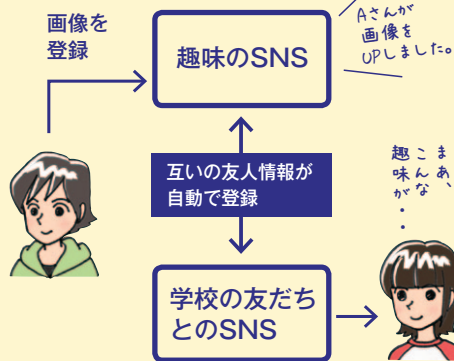 画像を
登録
趣味のSNS
Aさんが
画像を
UPしました。
互いの友人情報が
自動で登録
まあ、
こんな
趣味が・・
学校の友だち
とのSNS